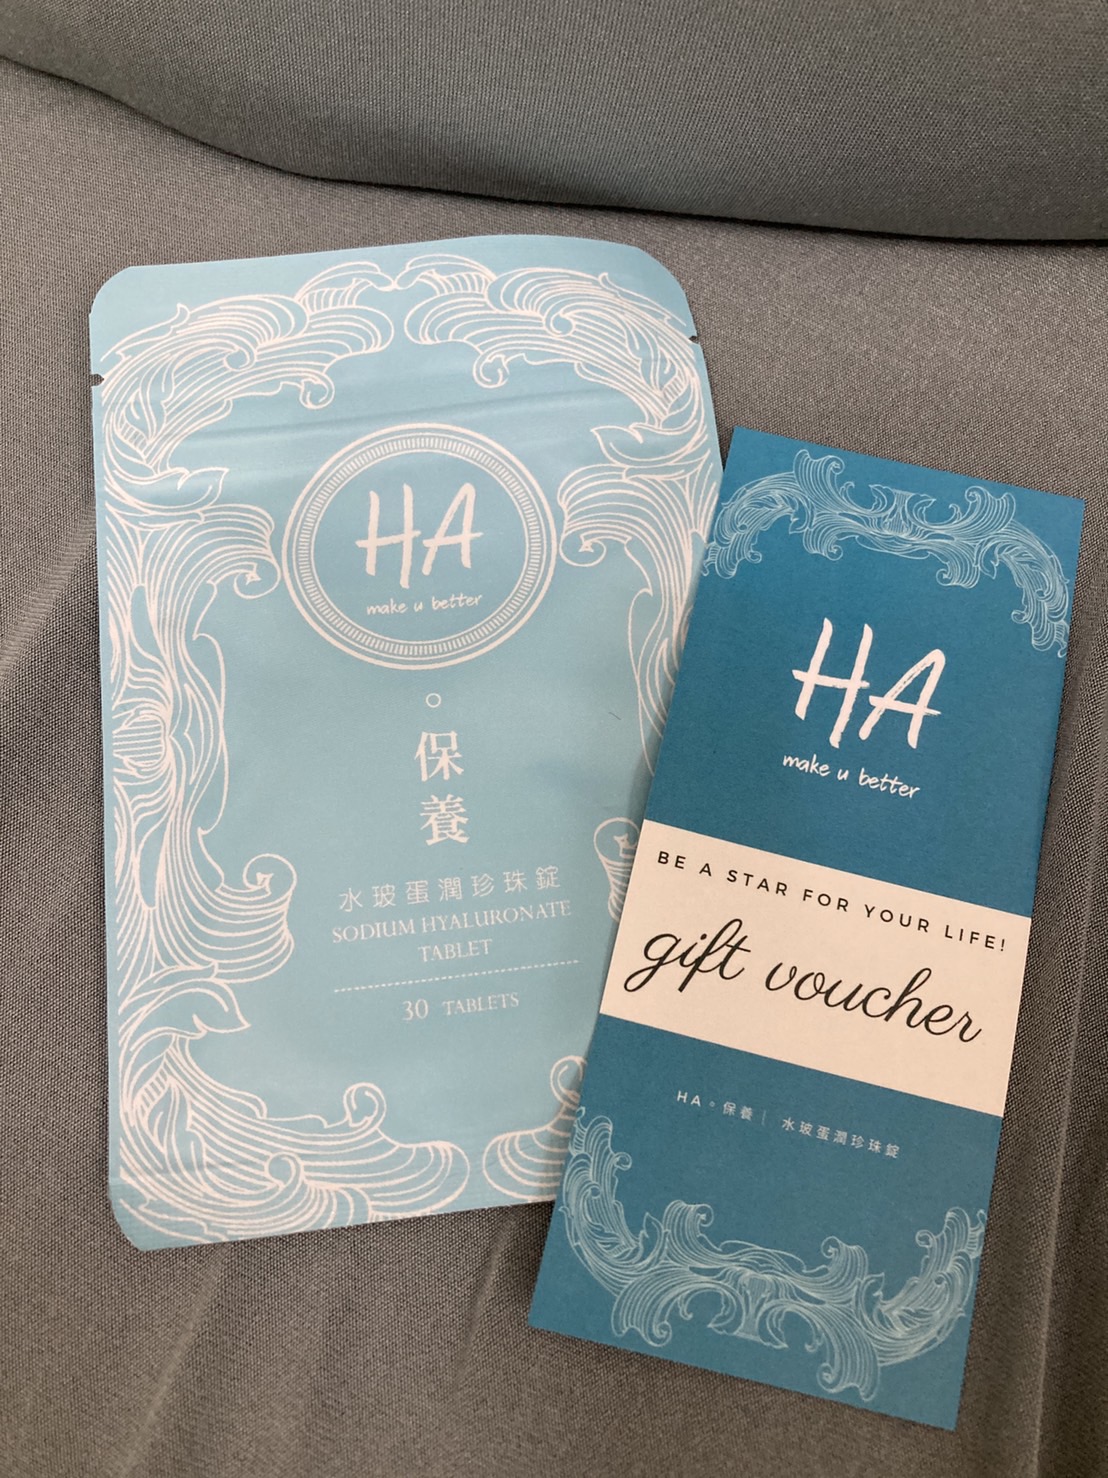 HA
make u better
保
養
水玻蛋潤珍珠錠
SODIUM HYALURONATE
TABLET
30 TABLETS
HA
make u better
BE A STAR FOR YOUR LIFE!
gift voucher
HA。保養｜ 水玻蛋潤珍珠錠